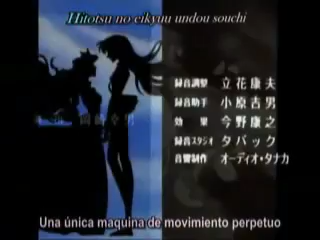 Hitotsu no eikyuu undou souchi
録音調整 立花康夫
録音助手 小原吉男
効果 今野康之
録音スタジオ タバック
音響制作 オーディオ・タナカ
Una única maquina de movimiento perpetuo